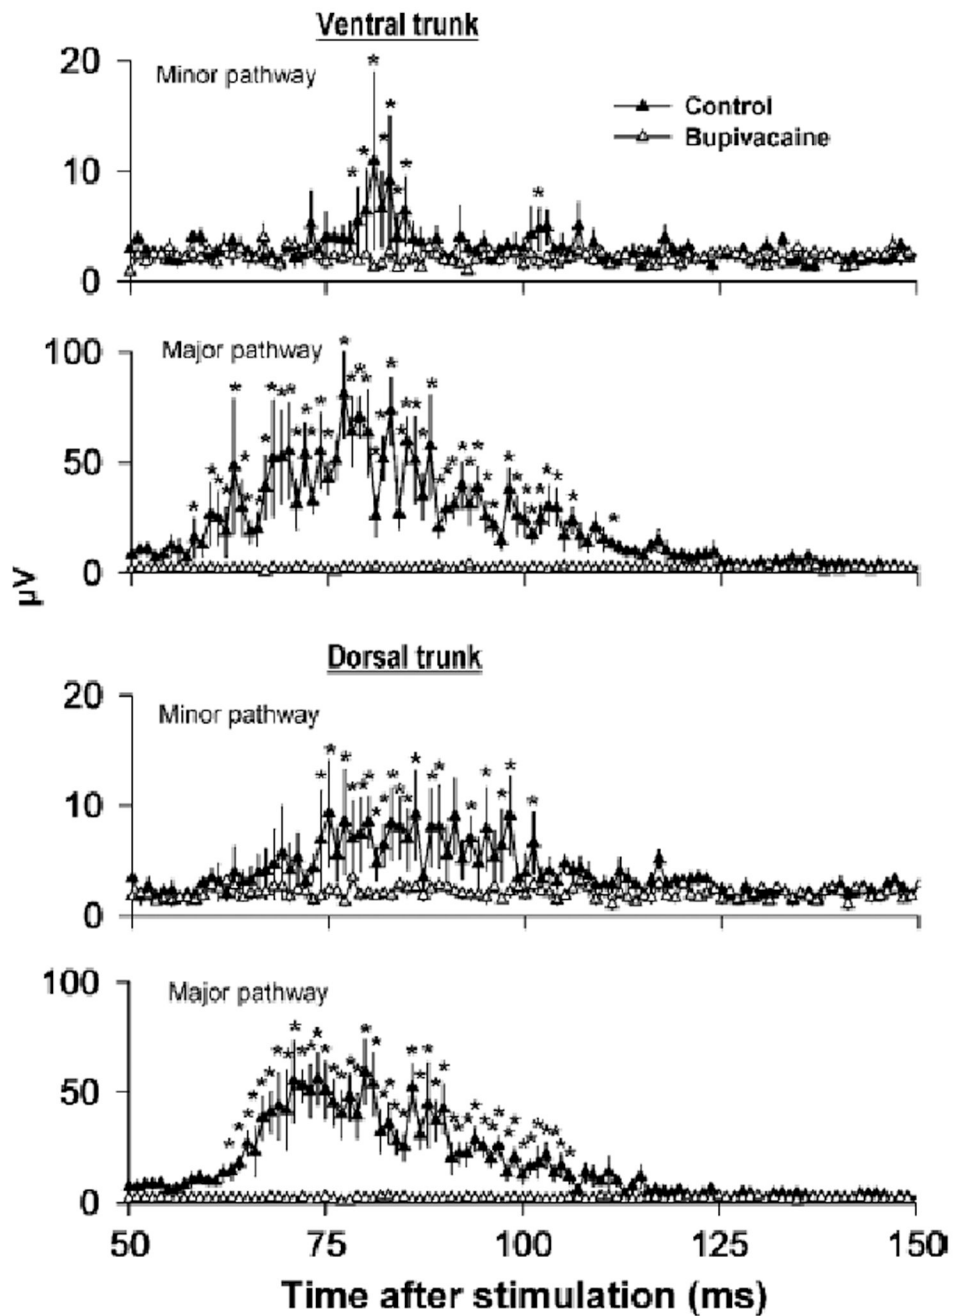 Ventral trunk
20
Minor pathway
Control
Bupivacaine
10
0
100
Major pathway
50
0
µV
Dorsal trunk
20
Minor pathway
10
0
100
Major pathway
50
0
50 75 100 125 150
Time after stimulation (ms)